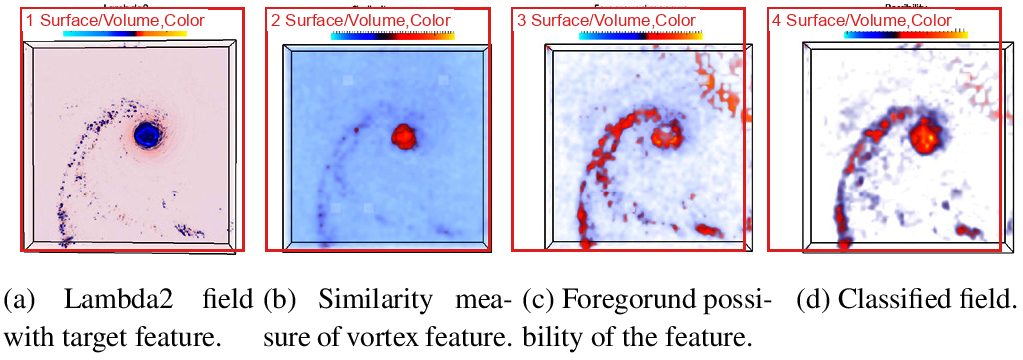 1 Surface/Volume,Color
2 Surface/Volume,Color
3 Surface/Volume,Color
4 Surface/Volume,Color
(a) Lambda2 field
with target feature.
(b) Similarity mea-
sure of vortex feature.
(c) Foregorund possi-
bility of the feature.
(d) Classified field.